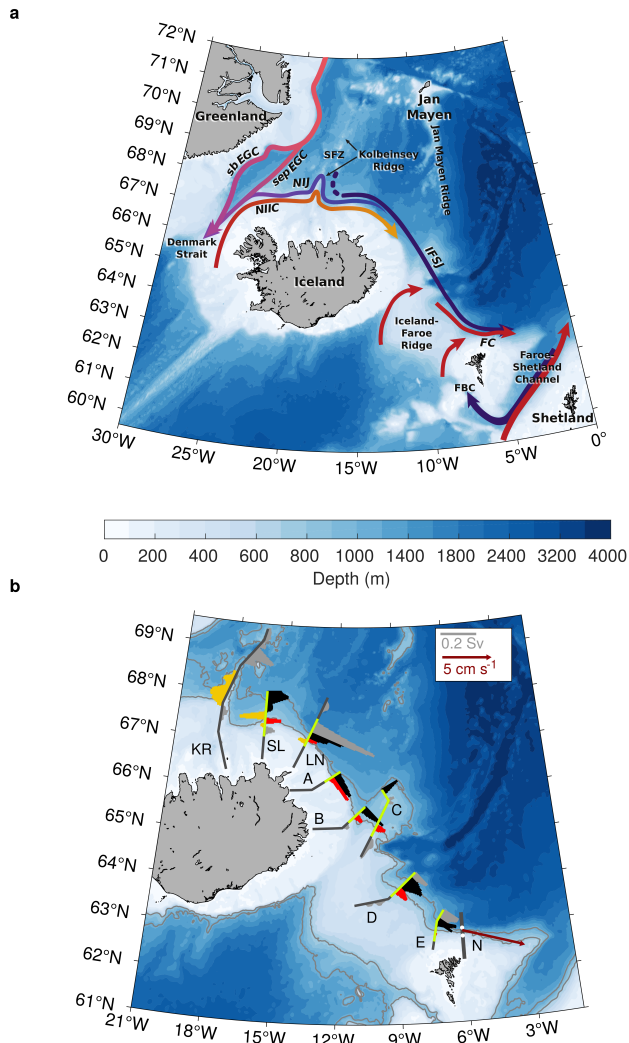 a
72°N
71°N
70°N
69°N
68°N
67°N
66°N
65°N
64°N
63°N
62°N
61°N
60°N
30°W
25°W
20°W
15°W
10°W
5°W
0°
Greenland
Jan
Mayen
Jan Mayen Ridge
sbEGC
sepEGC
SFZ
Kolbeinsey
Ridge
NIJ
NIIC
Denmark
Strait
Iceland
IFSJ
Iceland-
Faroe
Ridge
FC
FBC
Faroe-
Shetland
Channel
Shetland
0
200
400
600
800
1000
1400
1800
2400
3200
4000
Depth (m)
b
69°N
68°N
67°N
66°N
65°N
64°N
63°N
62°N
61°N
21°W
18°W
15°W
12°W
9°W
6°W
3°W
0.2 Sv
5 cm s⁻¹
KR
SL
LN
A
B
C
D
E
N